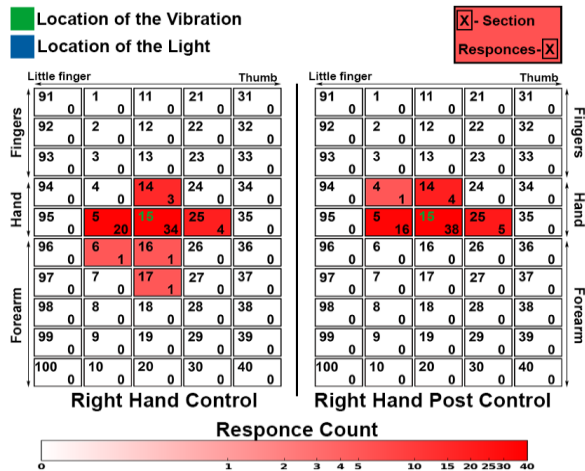 Location of the Vibration
Location of the Light
X - Section
Responces- X
Little finger Thumb Little finger Thumb
Fingers
Hand
Forearm
91 1 11 21 31 91 1 11 21 31
0 0 0 0 0 0 0 0 0 0
92 2 12 22 32 92 2 12 22 32
0 0 0 0 0 0 0 0 0 0
93 3 13 23 33 93 3 13 23 33
0 0 0 0 0 0 0 0 0 0
94 4 14 24 34 94 4 14 24 34
0 0 3 0 0 0 1 4 0 0
95 5 15 25 35 95 5 15 25 35
0 20 34 4 0 0 16 38 5 0
96 6 16 26 36 96 6 16 26 36
0 1 1 0 0 0 0 0 0 0
97 7 17 27 37 97 7 17 27 37
0 0 1 0 0 0 0 0 0 0
98 8 18 28 38 98 8 18 28 38
0 0 0 0 0 0 0 0 0 0
99 9 19 29 39 99 9 19 29 39
0 0 0 0 0 0 0 0 0 0
100 10 20 30 40 100 10 20 30 40
0 0 0 0 0 0 0 0 0 0
Fingers
Hand
Forearm
Right Hand Control Right Hand Post Control
Responce Count
0 1 2 3 4 5 10 15 20 25 30 40